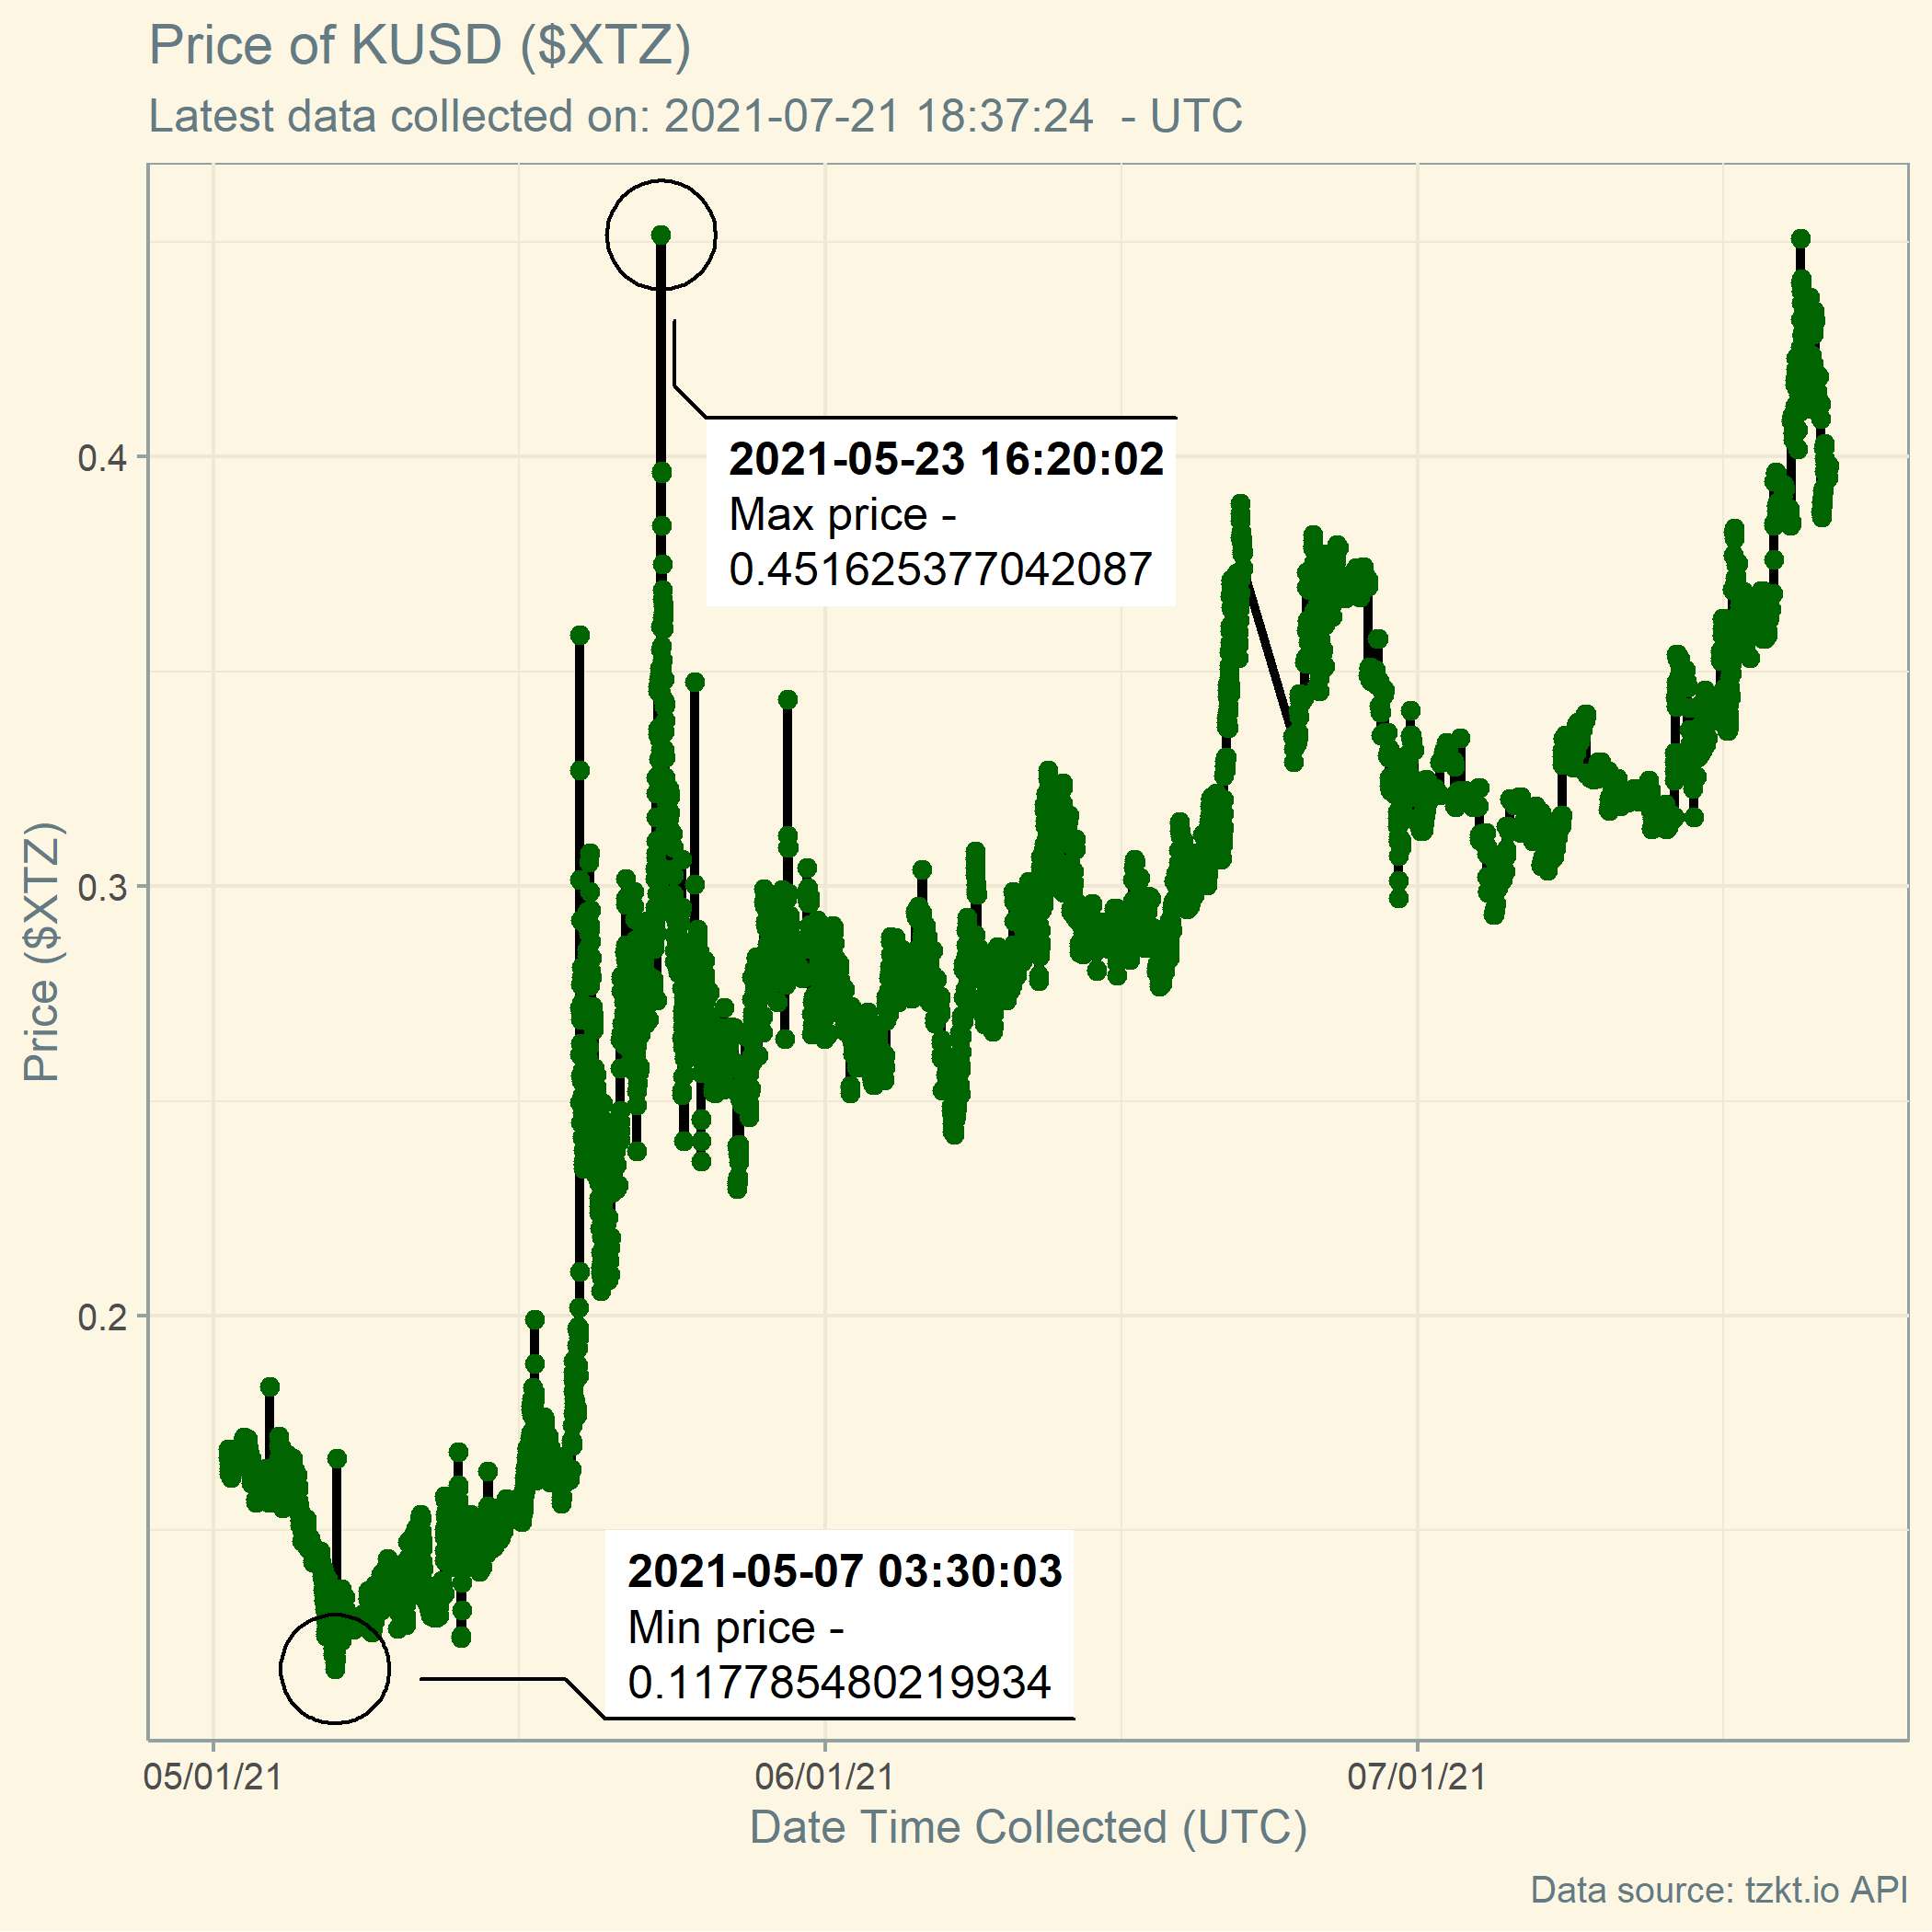 Price of KUSD ($XTZ)
Latest data collected on: 2021-07-21 18:37:24  - UTC
2021-05-23 16:20:02
Max price -
0.451625377042087
0.4
0.3
0.2
Price ($XTZ)
2021-05-07 03:30:03
Min price -
0.117785480219934
05/01/21
06/01/21
07/01/21
Date Time Collected (UTC)
Data source: tzkt.io API